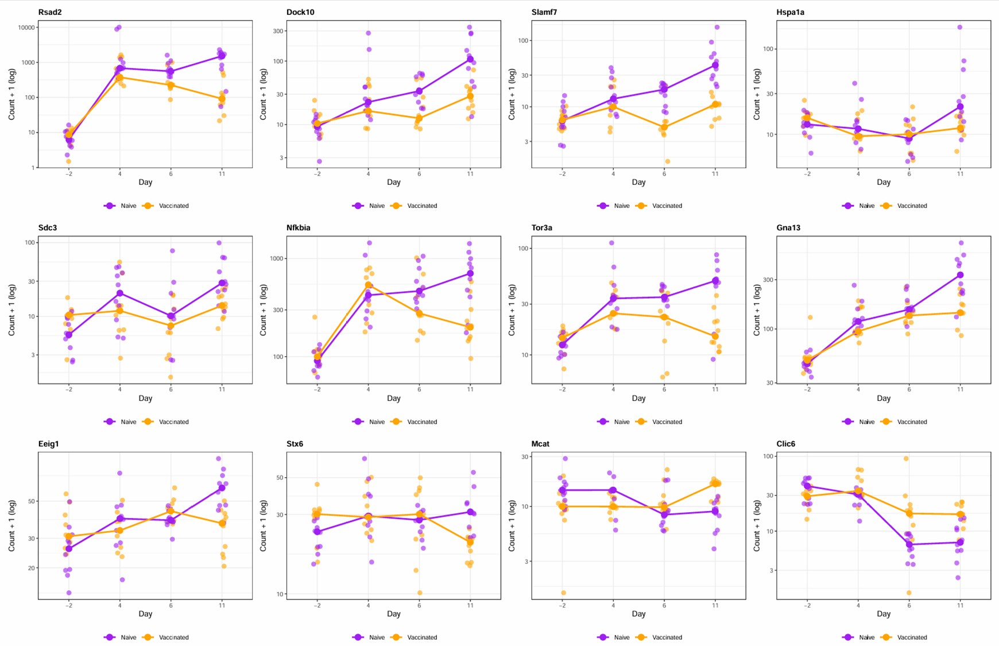 Rsad2
Count + 1 (log)
10000
1000
100
10
1
−2
4
6
11
Day
Naive
Vaccinated
Dock10
Count + 1 (log)
300
100
30
10
3
−2
4
6
11
Day
Naive
Vaccinated
Slamf7
Count + 1 (log)
100
30
10
3
−2
4
6
11
Day
Naive
Vaccinated
Hspa1a
Count + 1 (log)
100
30
10
−2
4
6
11
Day
Naive
Vaccinated
Sdc3
Count + 1 (log)
100
30
10
3
−2
4
6
11
Day
Naive
Vaccinated
Nfkbia
Count + 1 (log)
1000
300
100
−2
4
6
11
Day
Naive
Vaccinated
Tor3a
Count + 1 (log)
100
30
10
−2
4
6
11
Day
Naive
Vaccinated
Gna13
Count + 1 (log)
300
100
30
−2
4
6
11
Day
Naive
Vaccinated
Eeig1
Count + 1 (log)
50
30
20
−2
4
6
11
Day
Naive
Vaccinated
Stx6
Count + 1 (log)
50
30
10
−2
4
6
11
Day
Naive
Vaccinated
Mcat
Count + 1 (log)
30
10
3
−2
4
6
11
Day
Naive
Vaccinated
Clic6
Count + 1 (log)
100
30
10
3
−2
4
6
11
Day
Naive
Vaccinated